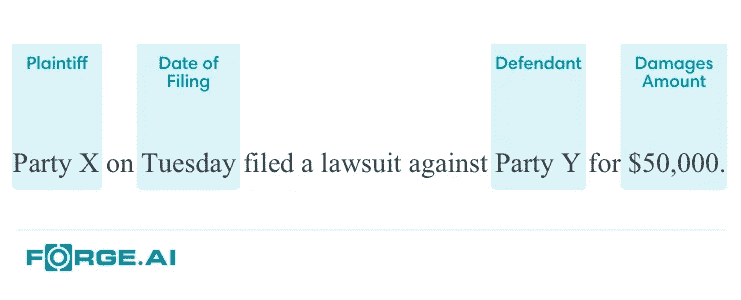 Plaintiff
Date of
Filing
Defendant
Damages
Amount
Party X on Tuesday filed a lawsuit against Party Y for $50,000.
FORGE.AI